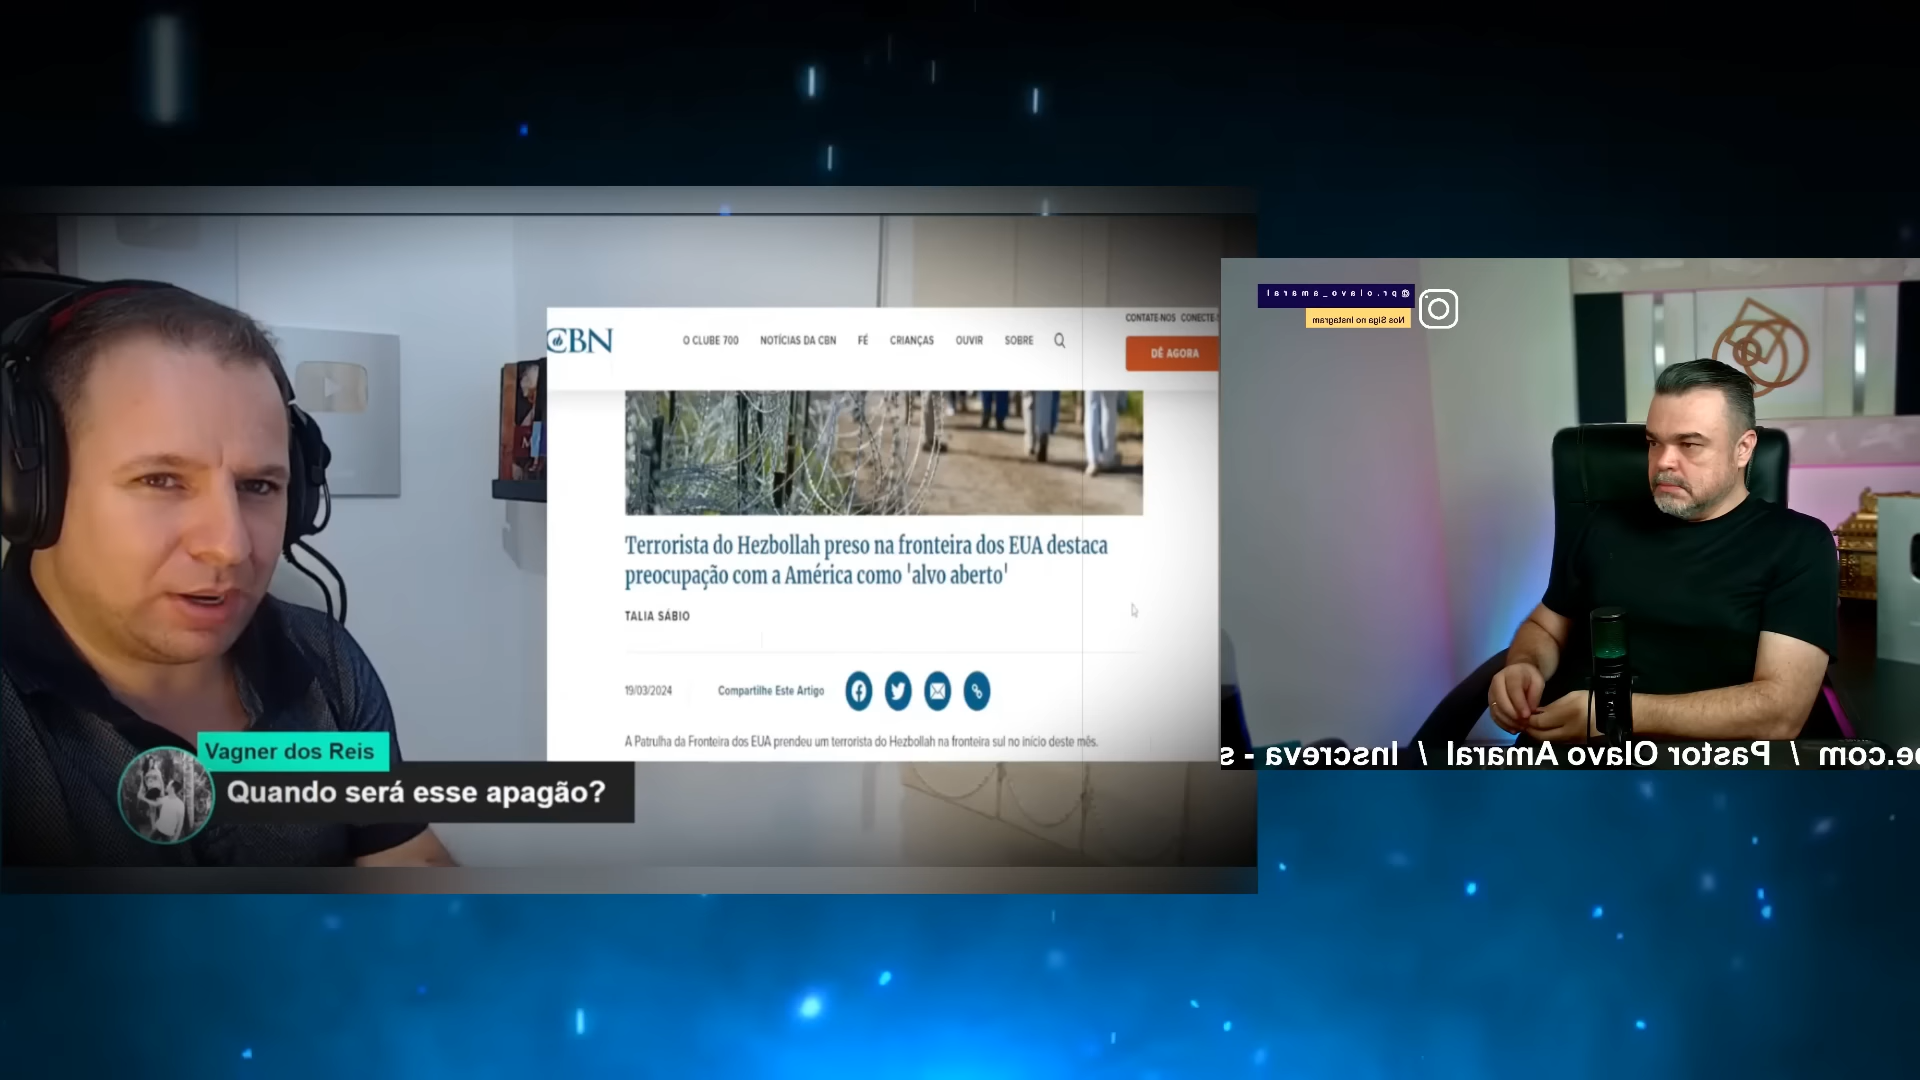 CBN
O CLUBE 700
NOTÍCIAS DA CBN
FÉ
CRIANÇAS
OUVIR
SOBRE
CONTATE-NOS
DÊ AGORA
Terrorista do Hezbollah preso na fronteira dos EUA destaca
preocupação com a América como 'alvo aberto'
TALIA SÁBIO
19/03/2024
Compartilhe Este Artigo
A Patrulha da Fronteira dos EUA prendeu um terrorista do Hezbollah na fronteira sul no início deste mês.
Vagner dos Reis
Quando será esse apagão?
@pr.olavo_amaral
Nos Siga no Instagram
be.com / Pastor Olavo Amaral / Inscreva - s